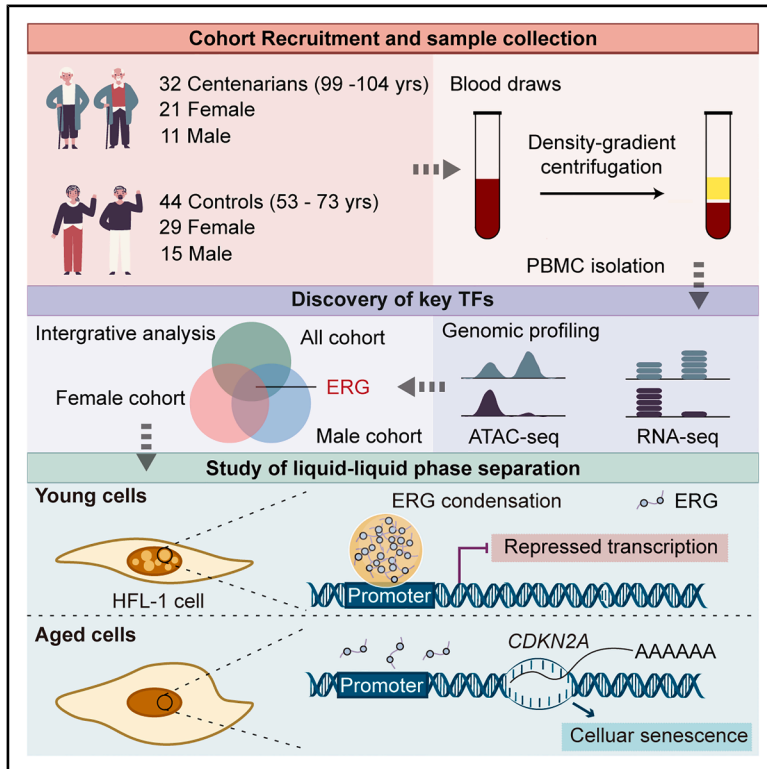 Cohort Recruitment and sample collection
32 Centenarians (99 -104 yrs)
21 Female
11 Male
44 Controls (53 - 73 yrs)
29 Female
15 Male
Blood draws
Density-gradient
centrifugation
PBMC isolation
Discovery of key TFs
Intergrative analysis
All cohort
ERG
Female cohort
Male cohort
Genomic profiling
ATAC-seq
RNA-seq
Study of liquid-liquid phase separation
Young cells
HFL-1 cell
ERG condensation
ERG
Repressed transcription
Promoter
Aged cells
CDKN2A
AAAAAA
Promoter
Celluar senescence